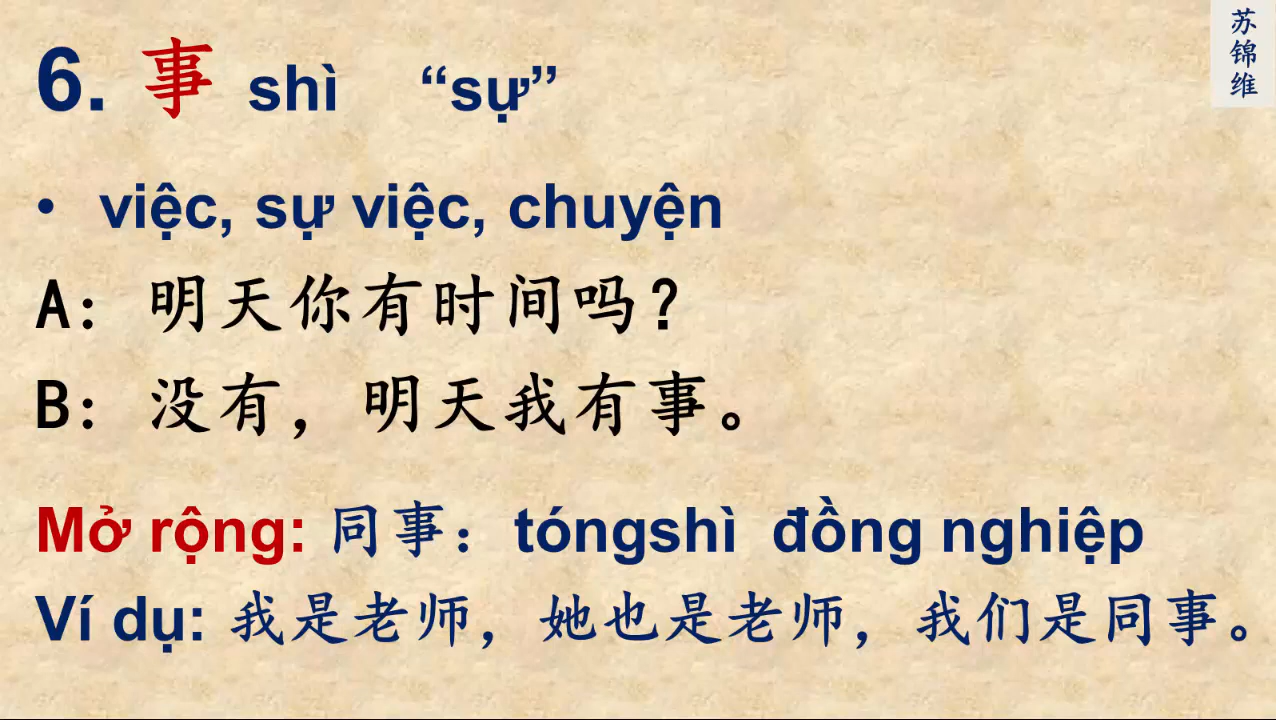 6. 事 shì “sự”
苏锦维
• việc, sự việc, chuyện
A：明天你有时间吗？
B：没有，明天我有事。
Mở rộng: 同事：tóngshì đồng nghiệp
Ví dụ: 我是老师，她也是老师，我们是同事。